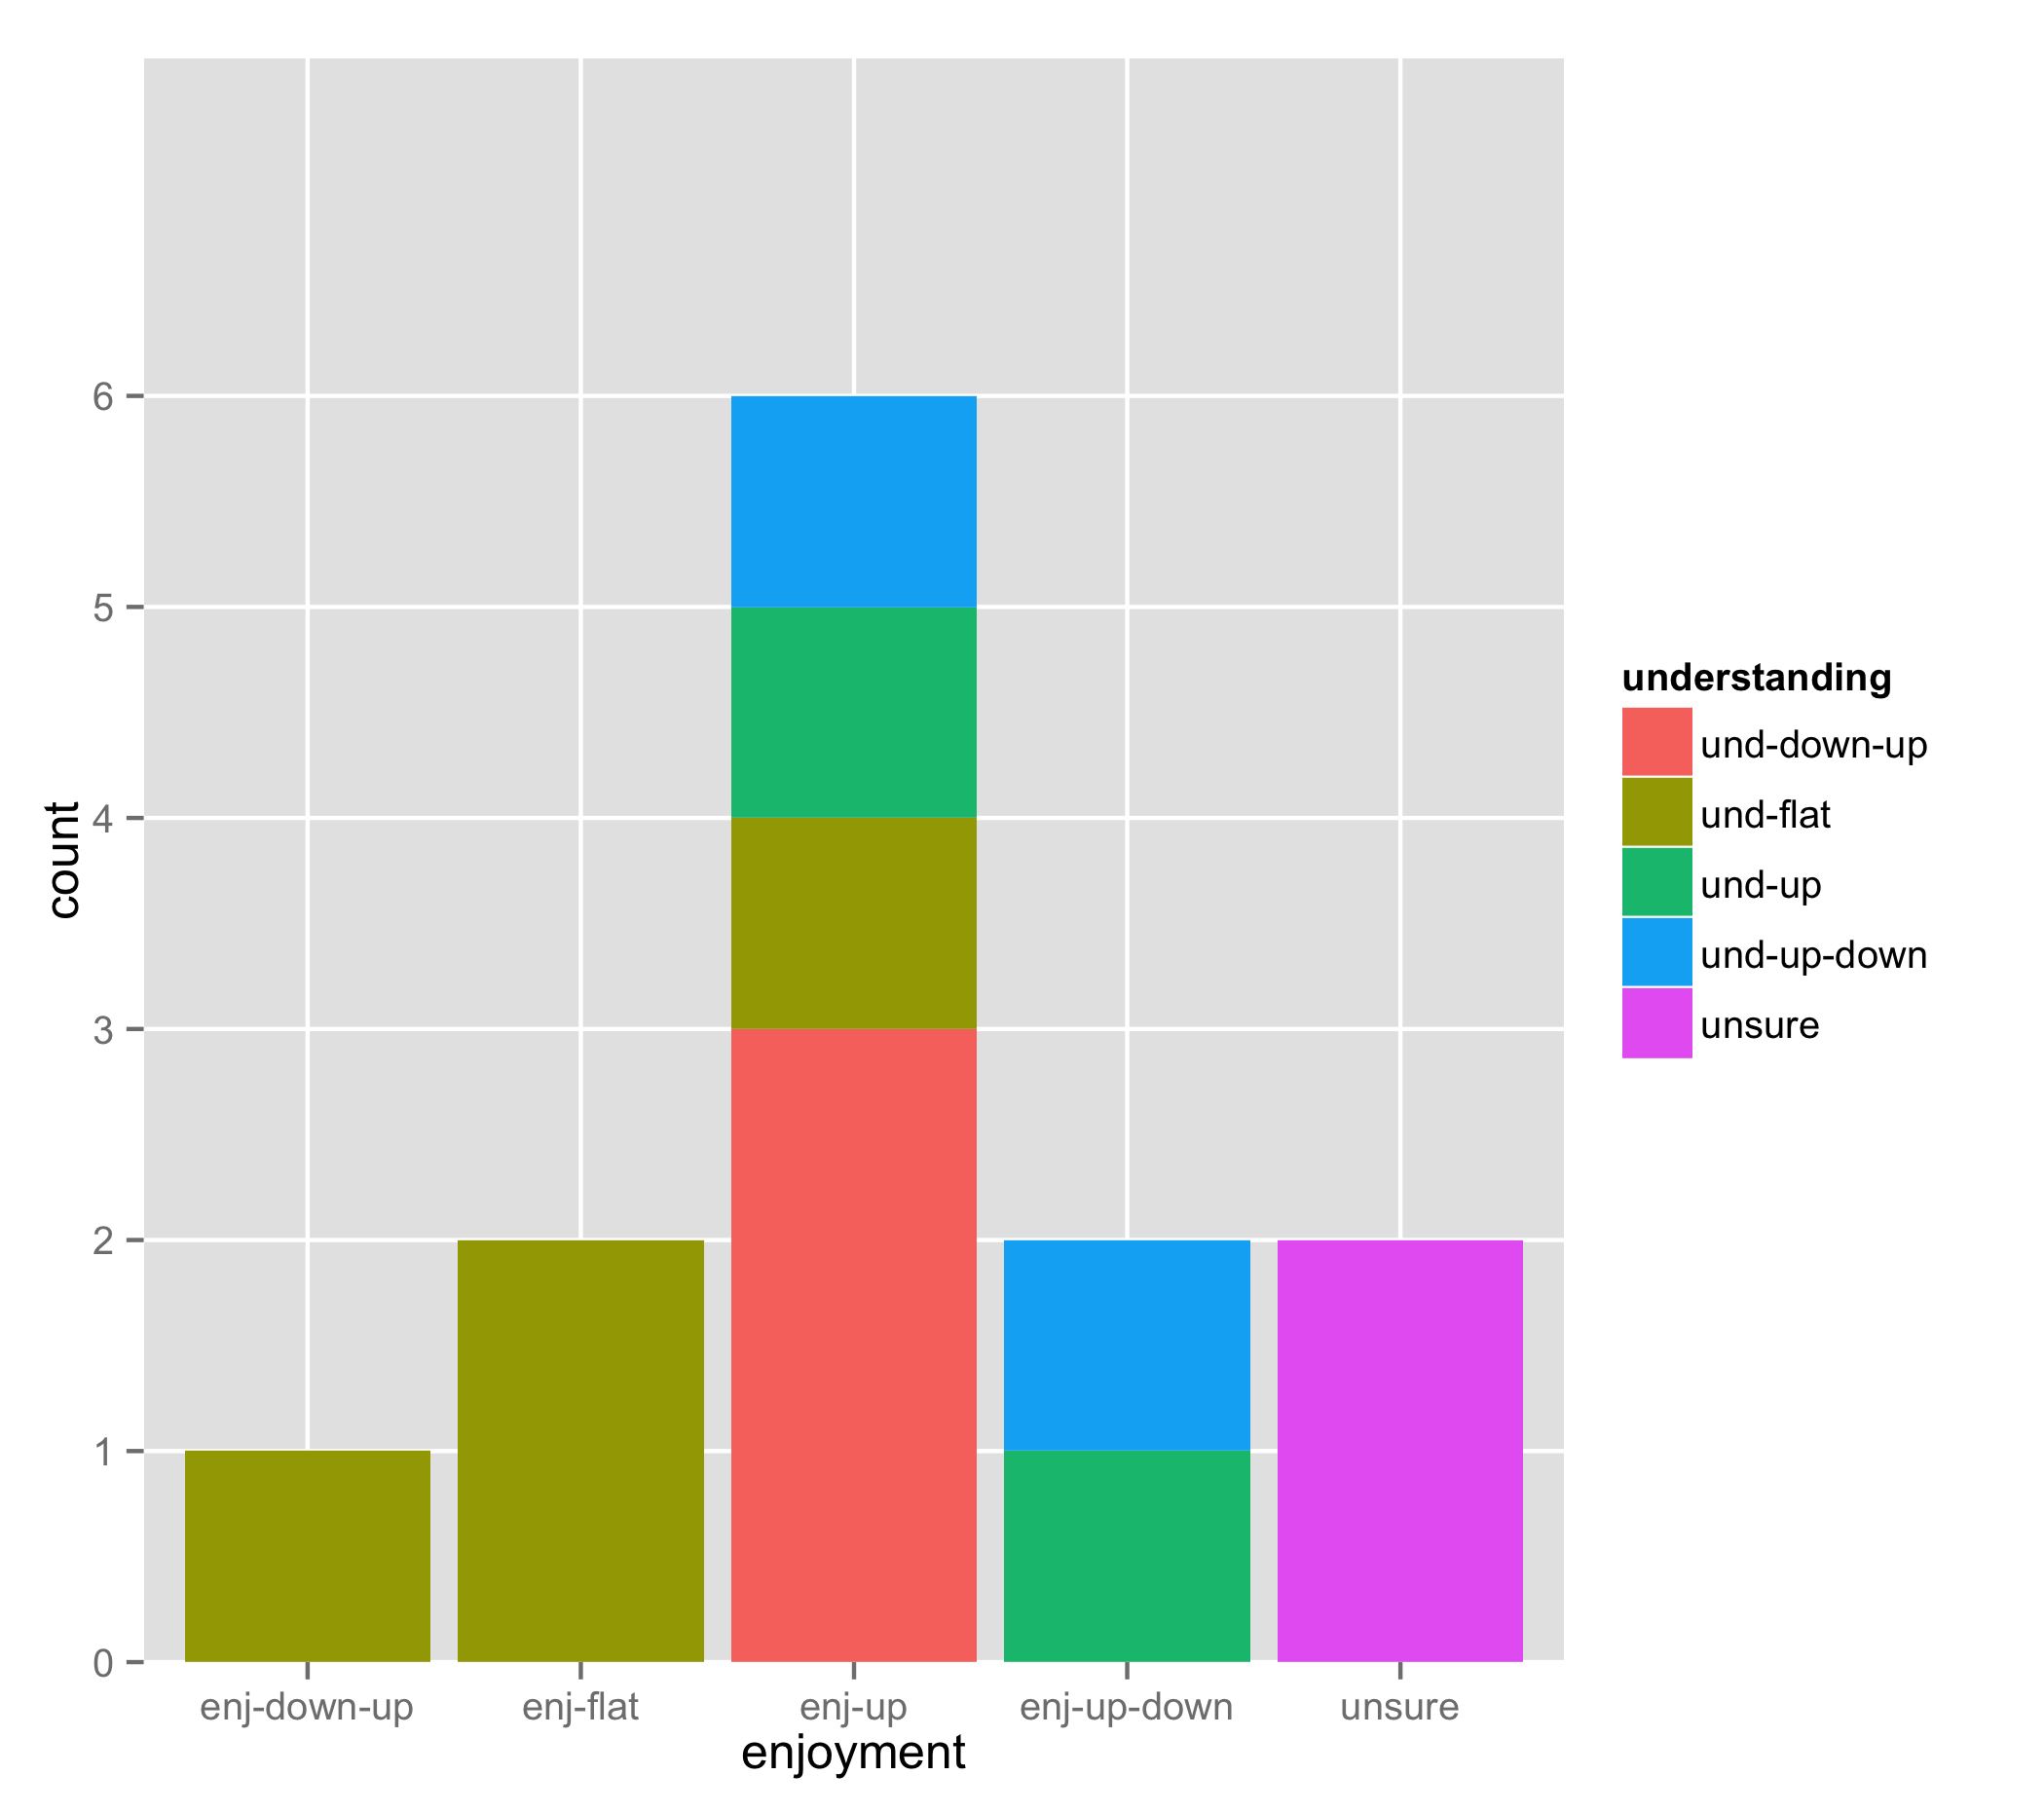 count
6
5
4
3
2
1
0
enj-down-up
enj-flat
enj-up
enj-up-down
unsure
enjoyment
understanding
und-down-up
und-flat
und-up
und-up-down
unsure